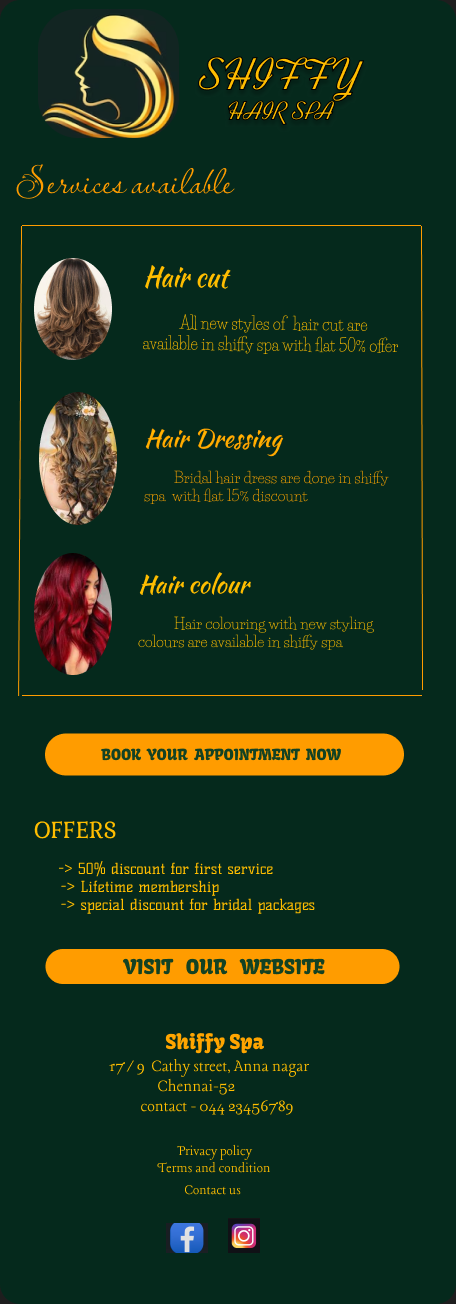 SHIFFY
HAIR SPA
Services available
Hair cut
All new styles of hair cut are
available in shiffy spa with flat 50% offer
Hair Dressing
Bridal hair dress are done in shiffy
spa with flat 15% discount
Hair colour
Hair colouring with new styling
colours are available in shiffy spa
BOOK YOUR APPOINTMENT NOW
OFFERS
-> 50% discount for first service
-> Lifetime membership
-> special discount for bridal packages
VISIT OUR WEBSITE
Shiffy Spa
r7 / 9 Cathy street, Anna nagar
Chennai-52
contact - 044 23456789
Privacy policy
Terms and condition
Contact us